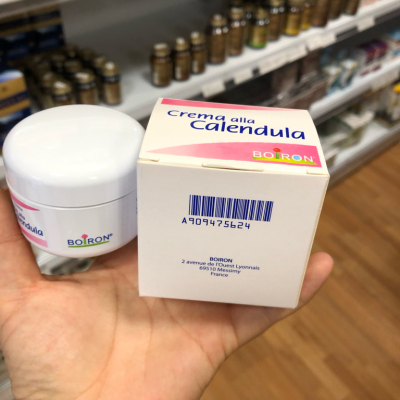 Crema alla
Calendula
BOIRON
A909475624
BOIRON
2 avenue de l'Ouest Lyonnais
69510 Messimy
France
BOIRON®